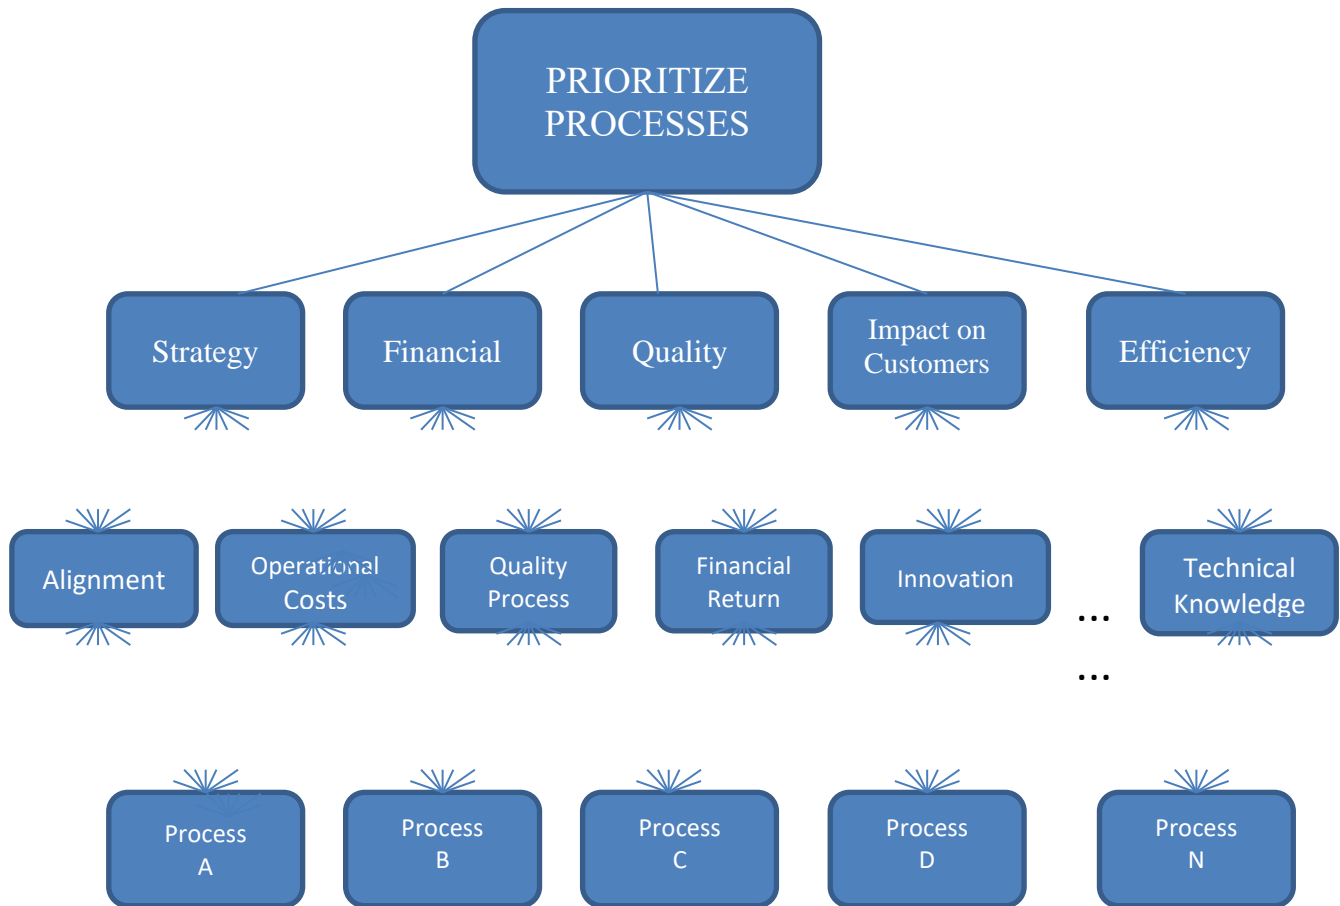 PRIORITIZE
PROCESSES
Strategy
Financial
Quality
Impact on
Customers
Efficiency
Alignment
Operational
Costs
Quality
Process
Financial
Return
Innovation
...
Technical
Knowledge
...
Process
A
Process
B
Process
C
Process
D
Process
N